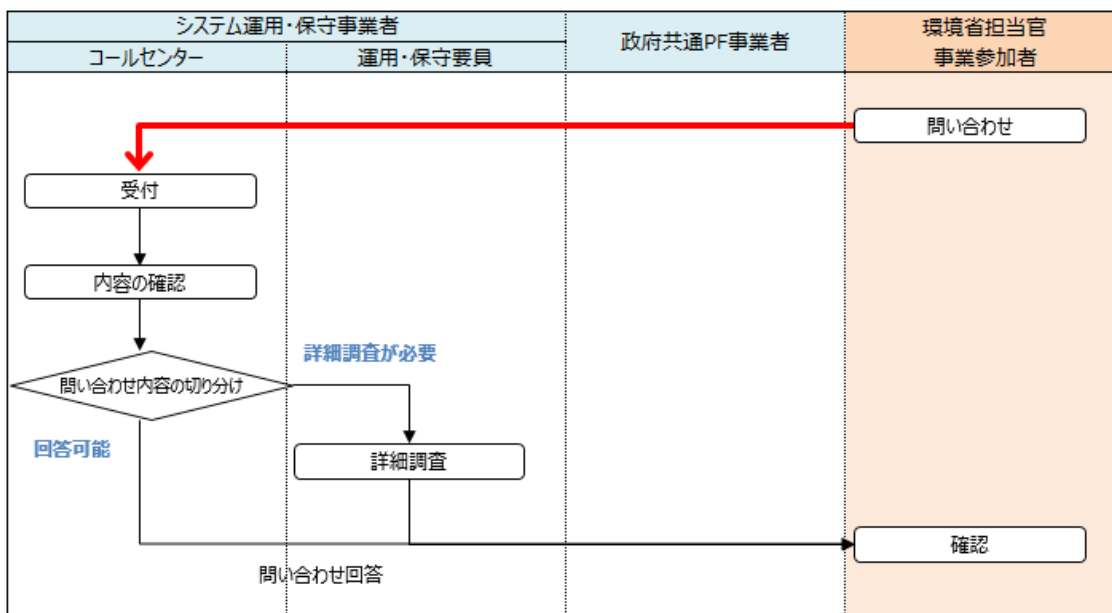 システム運用・保守事業者
コールセンター
運用・保守要員
政府共通PF事業者
環境省担当官
事業参加者
問い合わせ
受付
内容の確認
詳細調査が必要
問い合わせ内容の切り分け
回答可能
詳細調査
確認
問い合わせ回答